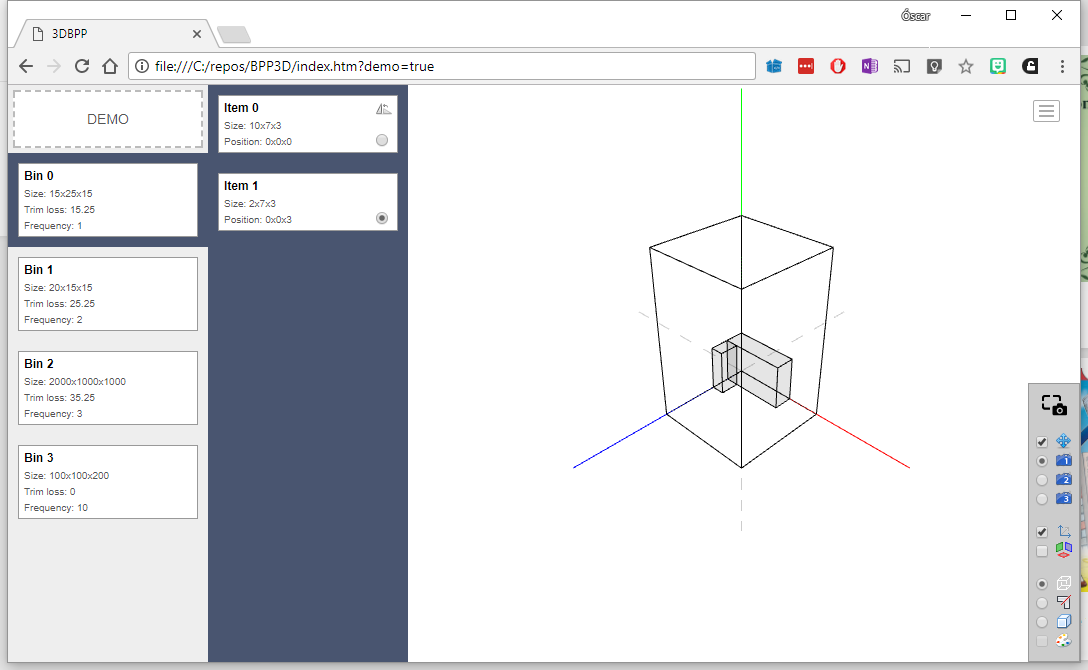 Óscar
3DBPP
file:///C:/repos/BPP3D/index.htm?demo=true
DEMO
Bin 0
Size: 15x25x15
Trim loss: 15.25
Frequency: 1
Bin 1
Size: 20x15x15
Trim loss: 25.25
Frequency: 2
Bin 2
Size: 2000x1000x1000
Trim loss: 35.25
Frequency: 3
Bin 3
Size: 100x100x200
Trim loss: 0
Frequency: 10
Item 0
Size: 10x7x3
Position: 0x0x0
Item 1
Size: 2x7x3
Position: 0x0x3
1
2
3